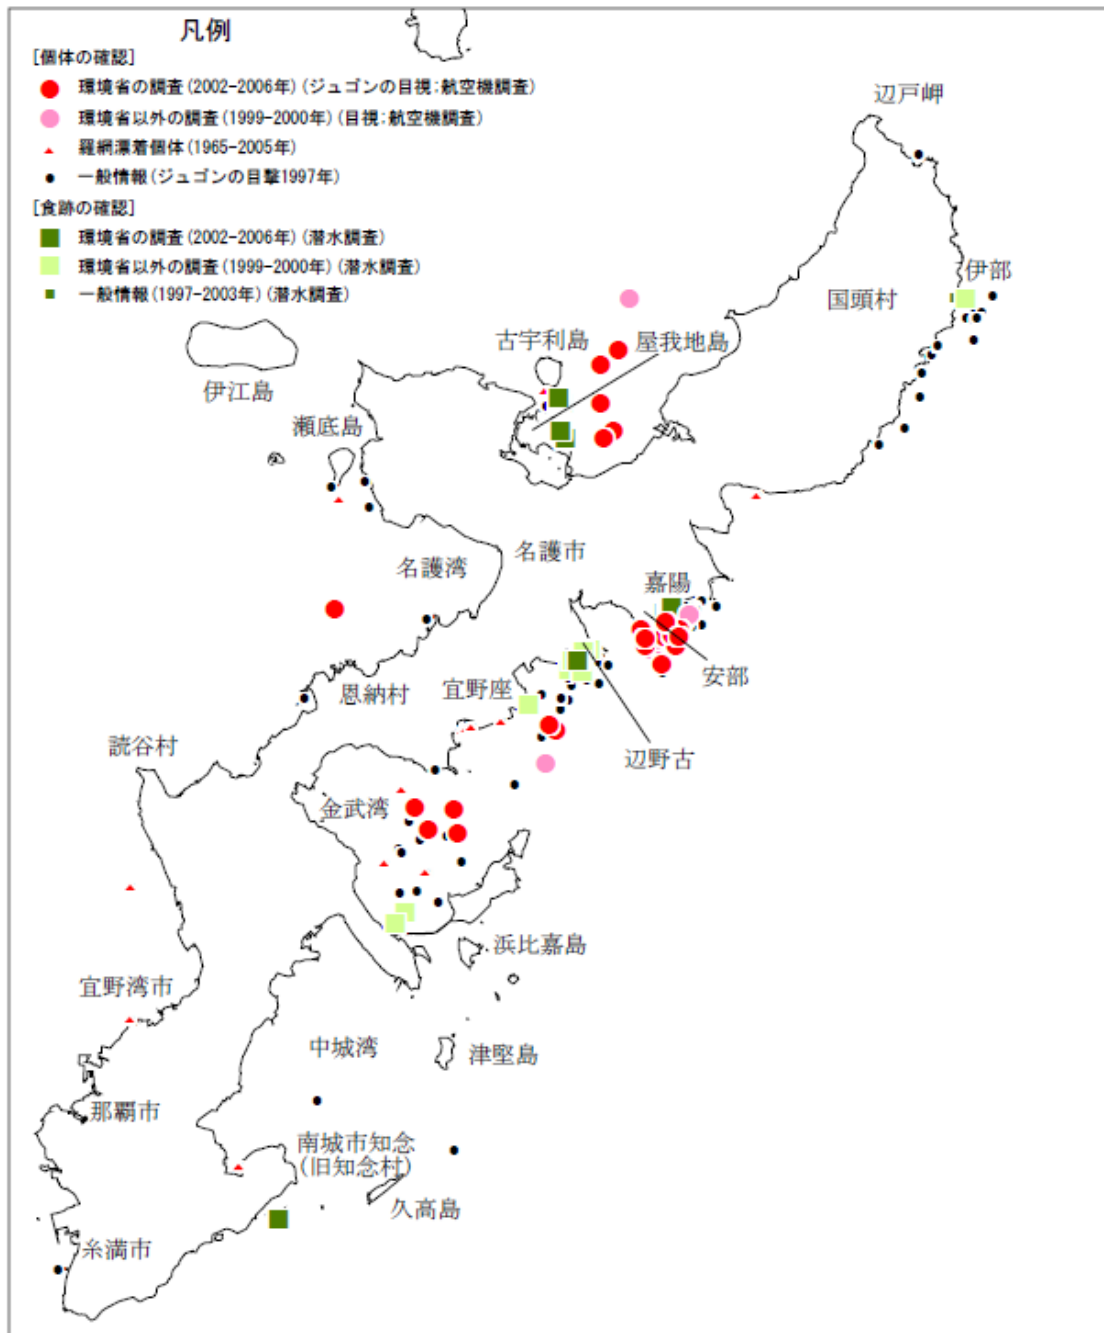 凡例
[個体の確認]
環境省の調査(2002-2006年)(ジュゴンの目視:航空機調査)
環境省以外の調査(1999-2000年)(目視:航空機調査)
羅網漂着個体(1965-2005年)
一般情報(ジュゴンの目撃1997年)
[食跡の確認]
環境省の調査(2002-2006年)(潜水調査)
環境省以外の調査(1999-2000年)(潜水調査)
一般情報(1997-2003年)(潜水調査)
辺戸岬
伊部
国頭村
古宇利島
屋我地島
伊江島
瀬底島
名護市
名護湾
嘉陽
安部
宜野座
恩納村
辺野古
読谷村
金武湾
浜比嘉島
宜野湾市
中城湾
津堅島
那覇市
南城市知念
(旧知念村)
久高島
糸満市